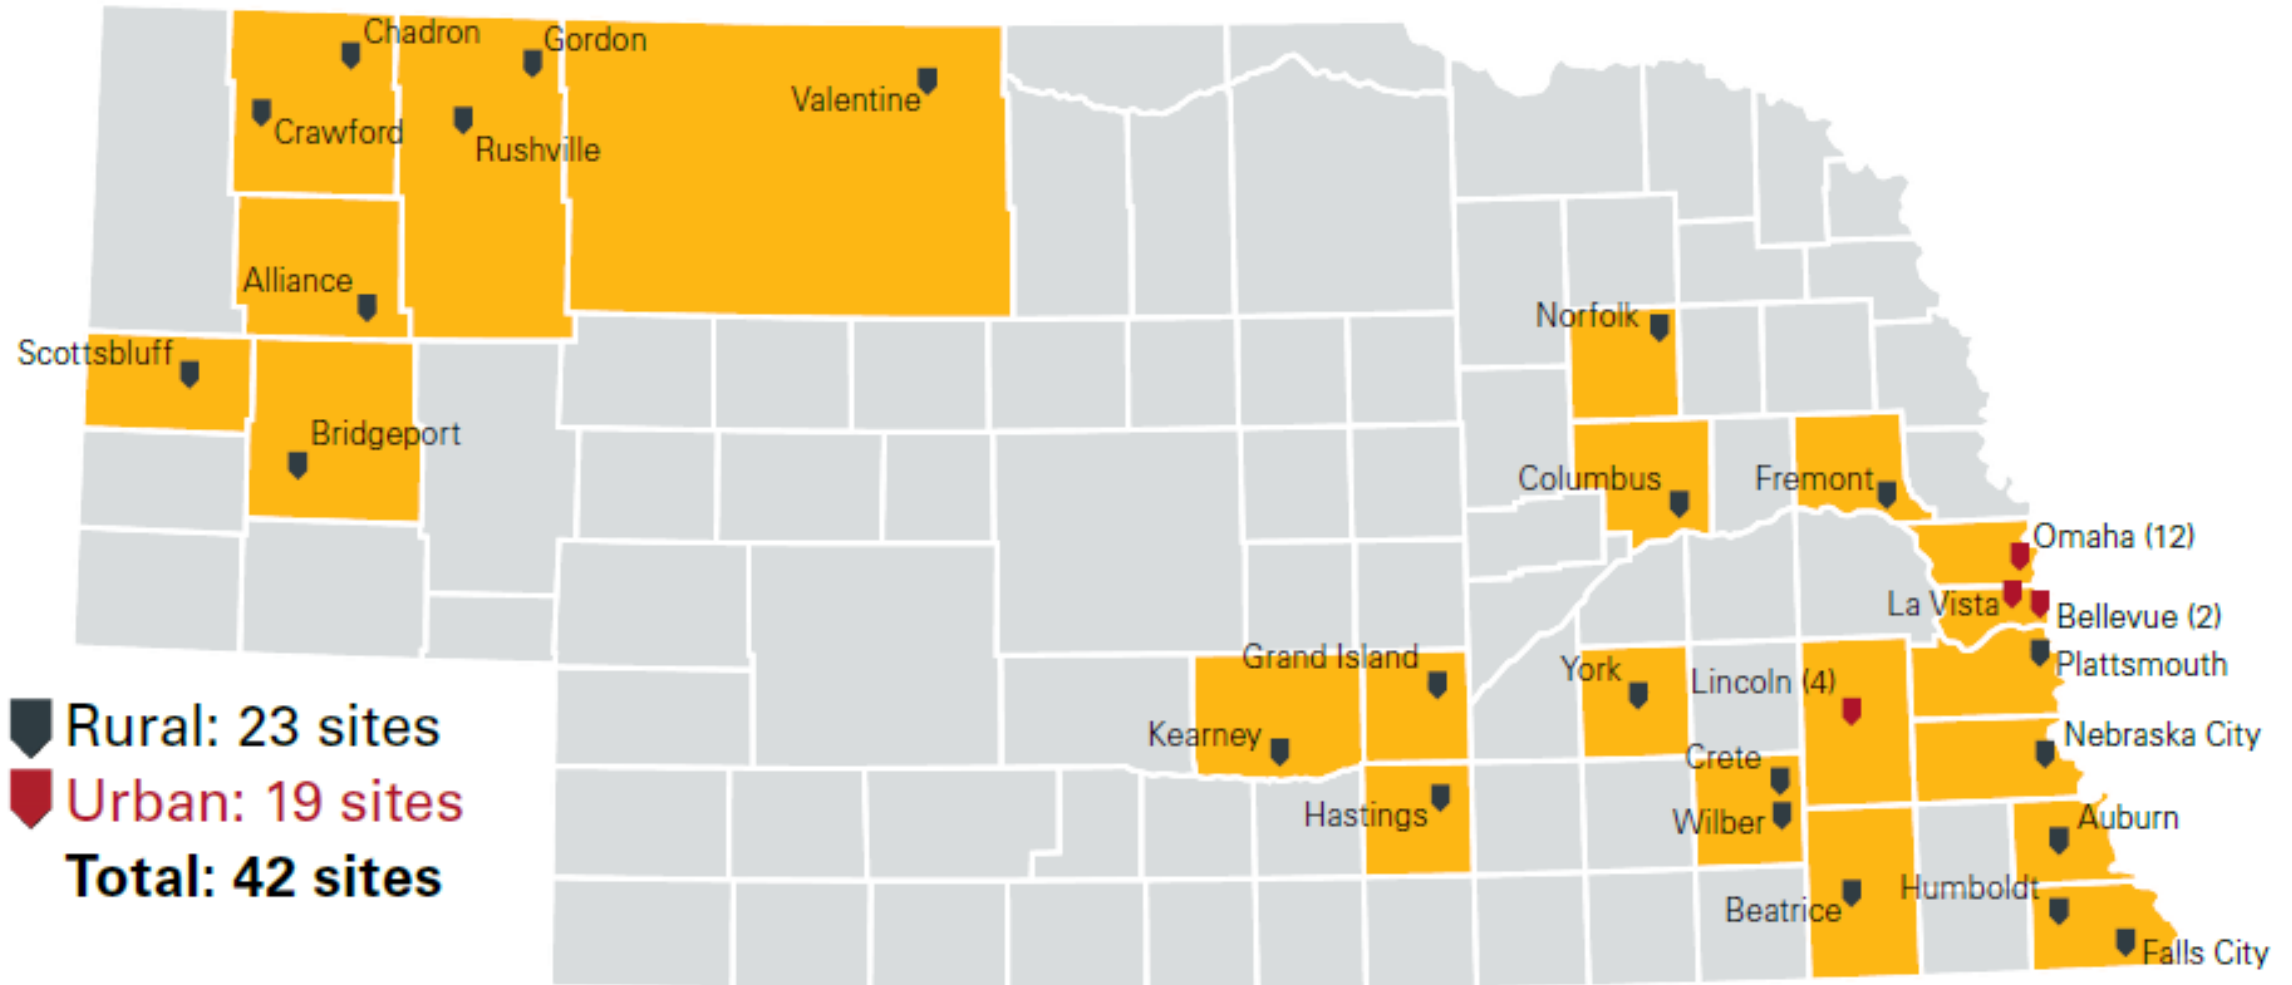 Chadron
Gordon
Valentine
Crawford
Rushville
Alliance
Norfolk
Scottsbluff
Bridgeport
Columbus
Fremont
Omaha (12)
La Vista
Bellevue (2)
Grand Island
York
Plattsmouth
Lincoln (4)
Kearney
Nebraska City
Crete
Hastings
Wilber
Auburn
Humboldt
Beatrice
Falls City
Rural: 23 sites
Urban: 19 sites
Total: 42 sites